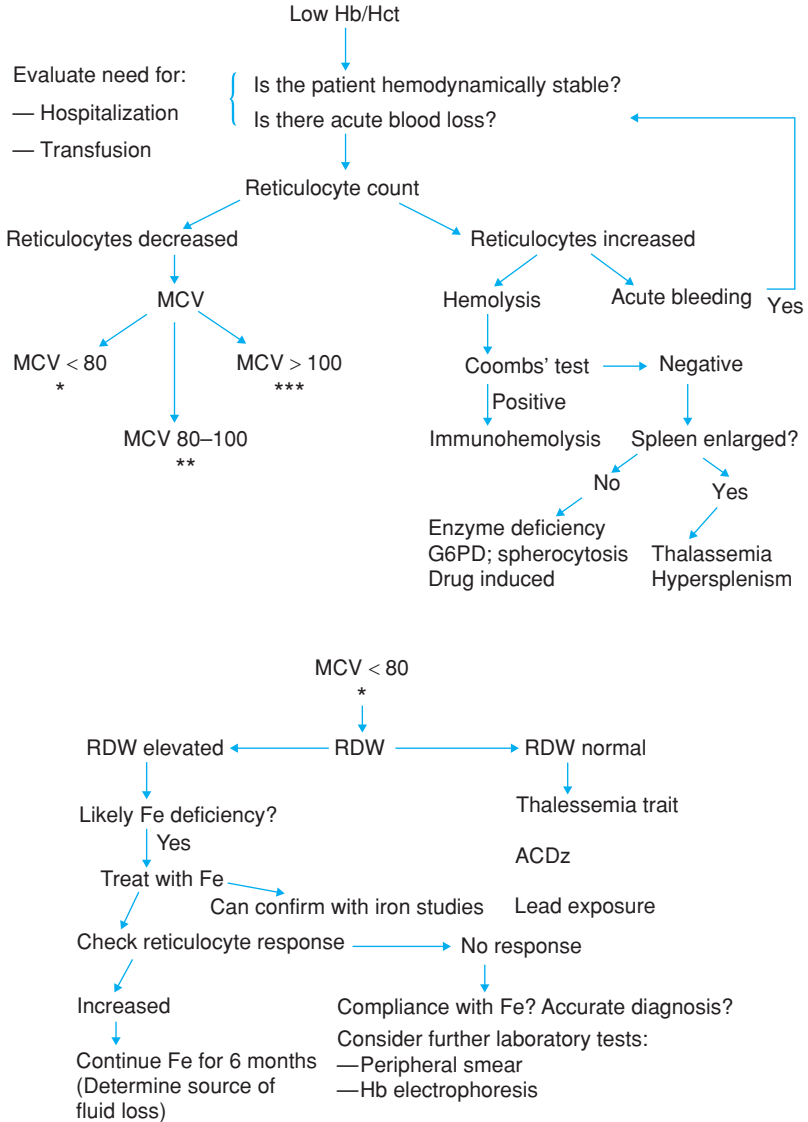 Low Hb/Hct
Evaluate need for:
— Hospitalization
— Transfusion
Is the patient hemodynamically stable?
Is there acute blood loss?
Reticulocyte count
Reticulocytes decreased
Reticulocytes increased
MCV
Hemolysis
Acute bleeding
Yes
MCV < 80
*
MCV > 100
***
MCV 80–100
**
Coombs' test
Negative
Positive
Immunohemolysis
Spleen enlarged?
No
Yes
Enzyme deficiency
G6PD; spherocytosis
Drug induced
Thalassemia
Hypersplenism
MCV < 80
*
RDW elevated
RDW
RDW normal
Likely Fe deficiency?
Yes
Thalessemia trait
ACDz
Lead exposure
Treat with Fe
Can confirm with iron studies
Check reticulocyte response
No response
Increased
Continue Fe for 6 months
(Determine source of
fluid loss)
Compliance with Fe? Accurate diagnosis?
Consider further laboratory tests:
—Peripheral smear
—Hb electrophoresis